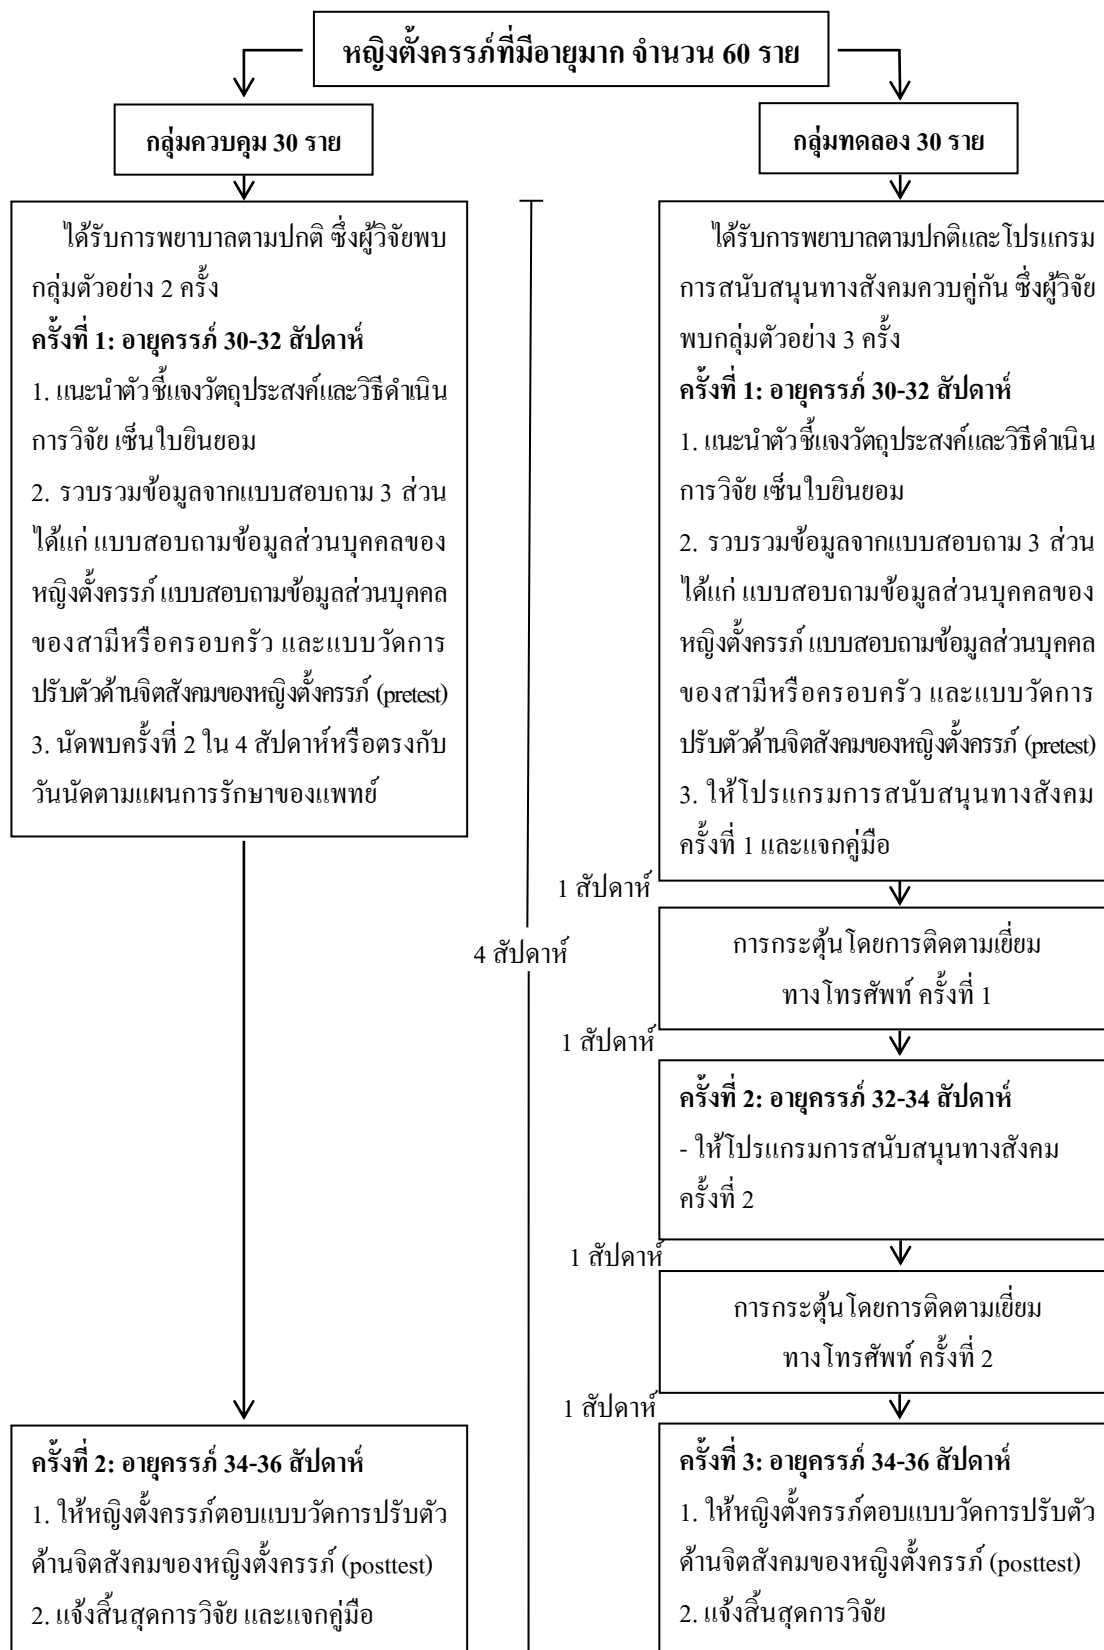 หญิงตั้งครรภ์ที่มีอายุมาก จำนวน 60 ราย
กลุ่มควบคุม 30 ราย
ได้รับการพยาบาลตามปกติ ซึ่งผู้วิจัยพบ
กลุ่มตัวอย่าง 2 ครั้ง
ครั้งที่ 1: อายุครรภ์ 30-32 สัปดาห์
1. แนะนำตัวชี้แจงวัตถุประสงค์และวิธีดำเนิน
การวิจัย เซ็นใบยินยอม
2. รวบรวมข้อมูลจากแบบสอบถาม 3 ส่วน
ได้แก่ แบบสอบถามข้อมูลส่วนบุคคลของ
หญิงตั้งครรภ์ แบบสอบถามข้อมูลส่วนบุคคล
ของสามีหรือครอบครัว และแบบวัดการ
ปรับตัวด้านจิตสังคมของหญิงตั้งครรภ์ (pretest)
3. นัดพบครั้งที่ 2 ใน 4 สัปดาห์หรือตรงกับ
วันนัดตามแผนการรักษาของแพทย์
ครั้งที่ 2: อายุครรภ์ 34-36 สัปดาห์
1. ให้หญิงตั้งครรภ์ตอบแบบวัดการปรับตัว
ด้านจิตสังคมของหญิงตั้งครรภ์ (posttest)
2. แจ้งสิ้นสุดการวิจัย และแจกคู่มือ
4 สัปดาห์
กลุ่มทดลอง 30 ราย
ได้รับการพยาบาลตามปกติและโปรแกรม
การสนับสนุนทางสังคมควบคู่กัน ซึ่งผู้วิจัย
พบกลุ่มตัวอย่าง 3 ครั้ง
ครั้งที่ 1: อายุครรภ์ 30-32 สัปดาห์
1. แนะนำตัวชี้แจงวัตถุประสงค์และวิธีดำเนิน
การวิจัย เซ็นใบยินยอม
2. รวบรวมข้อมูลจากแบบสอบถาม 3 ส่วน
ได้แก่ แบบสอบถามข้อมูลส่วนบุคคลของ
หญิงตั้งครรภ์ แบบสอบถามข้อมูลส่วนบุคคล
ของสามีหรือครอบครัว และแบบวัดการ
ปรับตัวด้านจิตสังคมของหญิงตั้งครรภ์ (pretest)
3. ให้โปรแกรมการสนับสนุนทางสังคม
ครั้งที่ 1 และแจกคู่มือ
1 สัปดาห์
การกระตุ้นโดยการติดตามเยี่ยม
ทางโทรศัพท์ ครั้งที่ 1
1 สัปดาห์
ครั้งที่ 2: อายุครรภ์ 32-34 สัปดาห์
- ให้โปรแกรมการสนับสนุนทางสังคม
ครั้งที่ 2
1 สัปดาห์
การกระตุ้นโดยการติดตามเยี่ยม
ทางโทรศัพท์ ครั้งที่ 2
1 สัปดาห์
ครั้งที่ 3: อายุครรภ์ 34-36 สัปดาห์
1. ให้หญิงตั้งครรภ์ตอบแบบวัดการปรับตัว
ด้านจิตสังคมของหญิงตั้งครรภ์ (posttest)
2. แจ้งสิ้นสุดการวิจัย